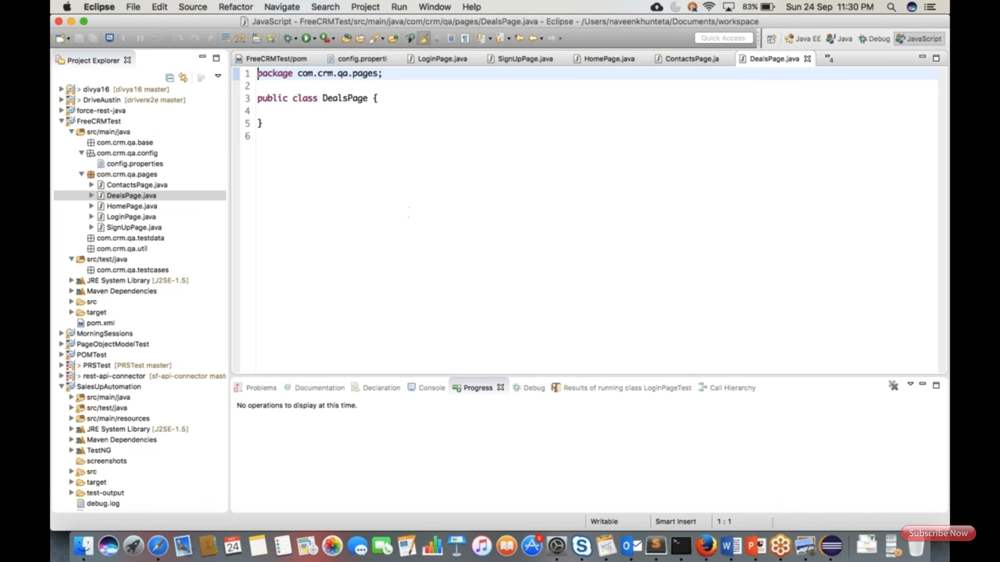 Eclipse File Edit Source Refactor Navigate Search Project Run Window Help 83% Sun 24 Sep 11:30 PM
JavaScript - FreeCRMTest/src/main/java/com/crm/qa/pages/DealsPage.java - Eclipse - /Users/naveenkhunteta/Documents/workspace
Quick Access Java EE Java Debug JavaScript
Project Explorer
FreeCRMTest/pom config.properti LoginPage.java SignUpPage.java HomePage.java ContactsPage.ja DealsPage.java »4
> divya16 [divya16 master]
> DriveAustin [drivere2e master]
force-rest-java
FreeCRMTest
src/main/java
com.crm.qa.base
com.crm.qa.config
config.properties
com.crm.qa.pages
ContactsPage.java
DealsPage.java
HomePage.java
LoginPage.java
SignUpPage.java
com.crm.qa.testdata
com.crm.qa.util
src/test/java
com.crm.qa.testcases
JRE System Library [J2SE-1.5]
Maven Dependencies
src
target
pom.xml
MorningSessions
PageObjectModelTest
POMTest
> PRSTest [PRSTest master]
> rest-api-connector [sf-api-connector mast
SalesUpAutomation
src/main/java
src/test/java
src/main/resources
JRE System Library [J2SE-1.5]
Maven Dependencies
TestNG
screenshots
src
target
test-output
debug.log
1 package com.crm.qa.pages;
2
3 public class DealsPage {
4
5 }
6
Problems Documentation Declaration Console Progress Debug Results of running class LoginPageTest Call Hierarchy
No operations to display at this time.
Writable Smart Insert 1 : 1
Subscribe Now
24
5